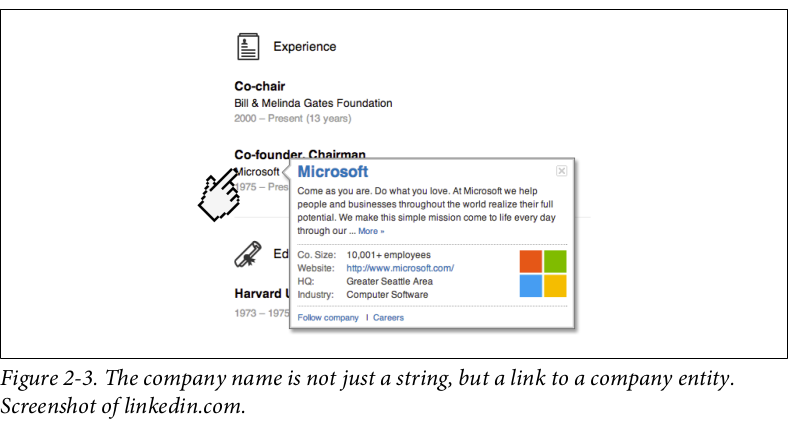 Experience
Co-chair
Bill & Melinda Gates Foundation
2000 – Present (13 years)
Co-founder, Chairman
Microsoft
1975 – Pres
Microsoft
Come as you are. Do what you love. At Microsoft we help
people and businesses throughout the world realize their full
potential. We make this simple mission come to life every day
through our ... More »
Co. Size: 10,001+ employees
Website: http://www.microsoft.com/
HQ: Greater Seattle Area
Industry: Computer Software
Follow company | Careers
Ed
Harvard U
1973 – 1975
Figure 2-3. The company name is not just a string, but a link to a company entity.
Screenshot of linkedin.com.